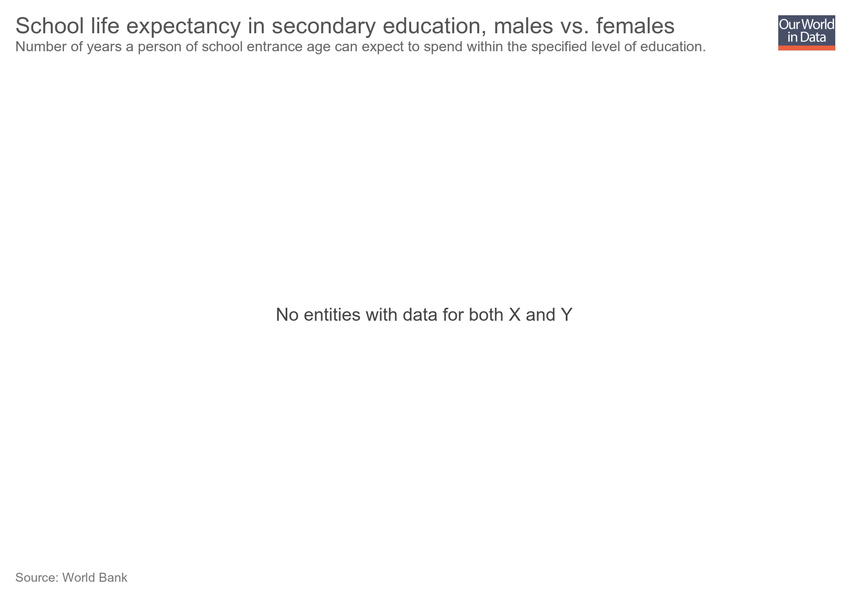 School life expectancy in secondary education, males vs. females
Number of years a person of school entrance age can expect to spend within the specified level of education.
Our World
in Data
No entities with data for both X and Y
Source: World Bank